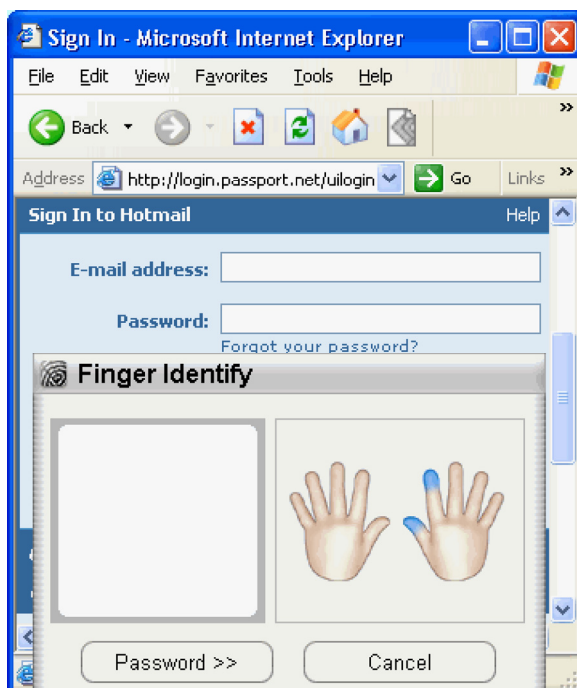 Sign In - Microsoft Internet Explorer
File Edit View Favorites Tools Help
Back
Address http://login.passport.net/uilogin Go Links
Sign In to Hotmail Help
E-mail address:
Password:
Forgot your password?
Finger Identify
Password >> Cancel